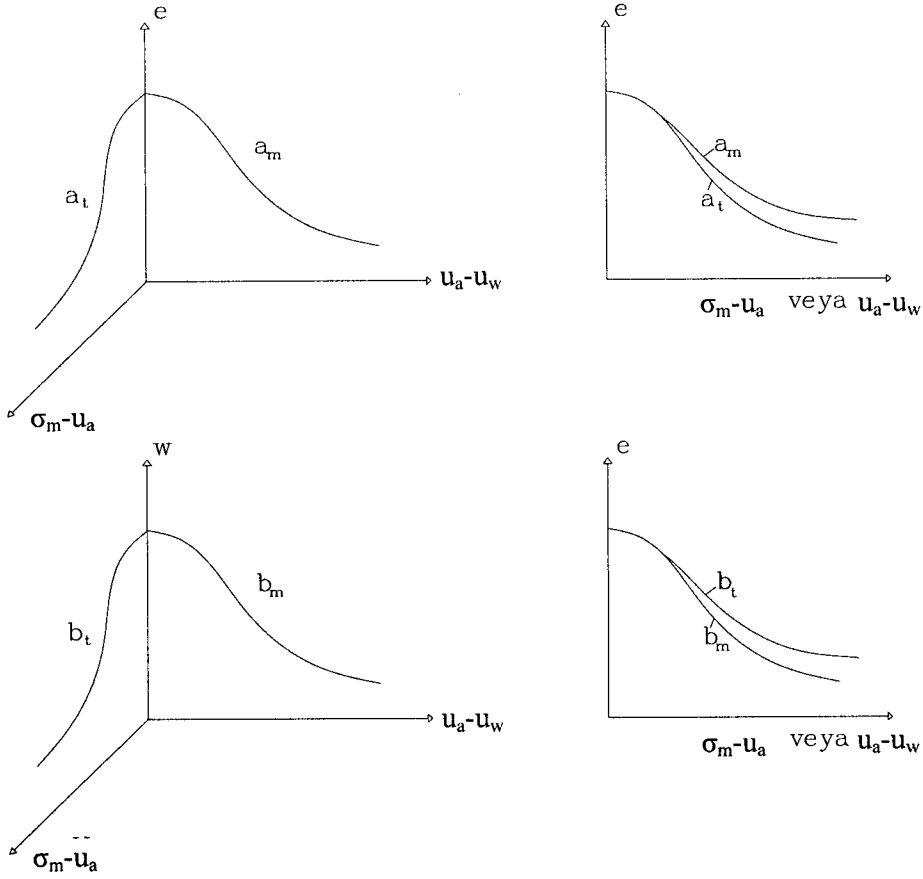 e
a_t
a_m
u_a-u_w
σ_m-u_a
e
a_m
a_t
σ_m-u_a veya u_a-u_w
w
b_t
b_m
u_a-u_w
σ_m-u_a
e
b_t
b_m
σ_m-u_a veya u_a-u_w